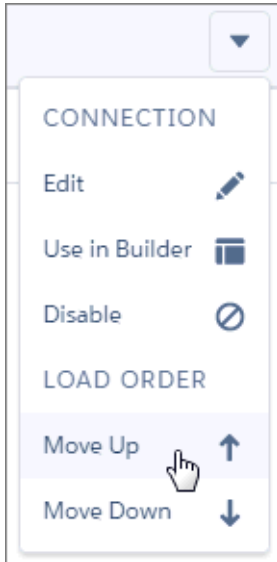 CONNECTION
Edit
Use in Builder
Disable
LOAD ORDER
Move Up
Move Down